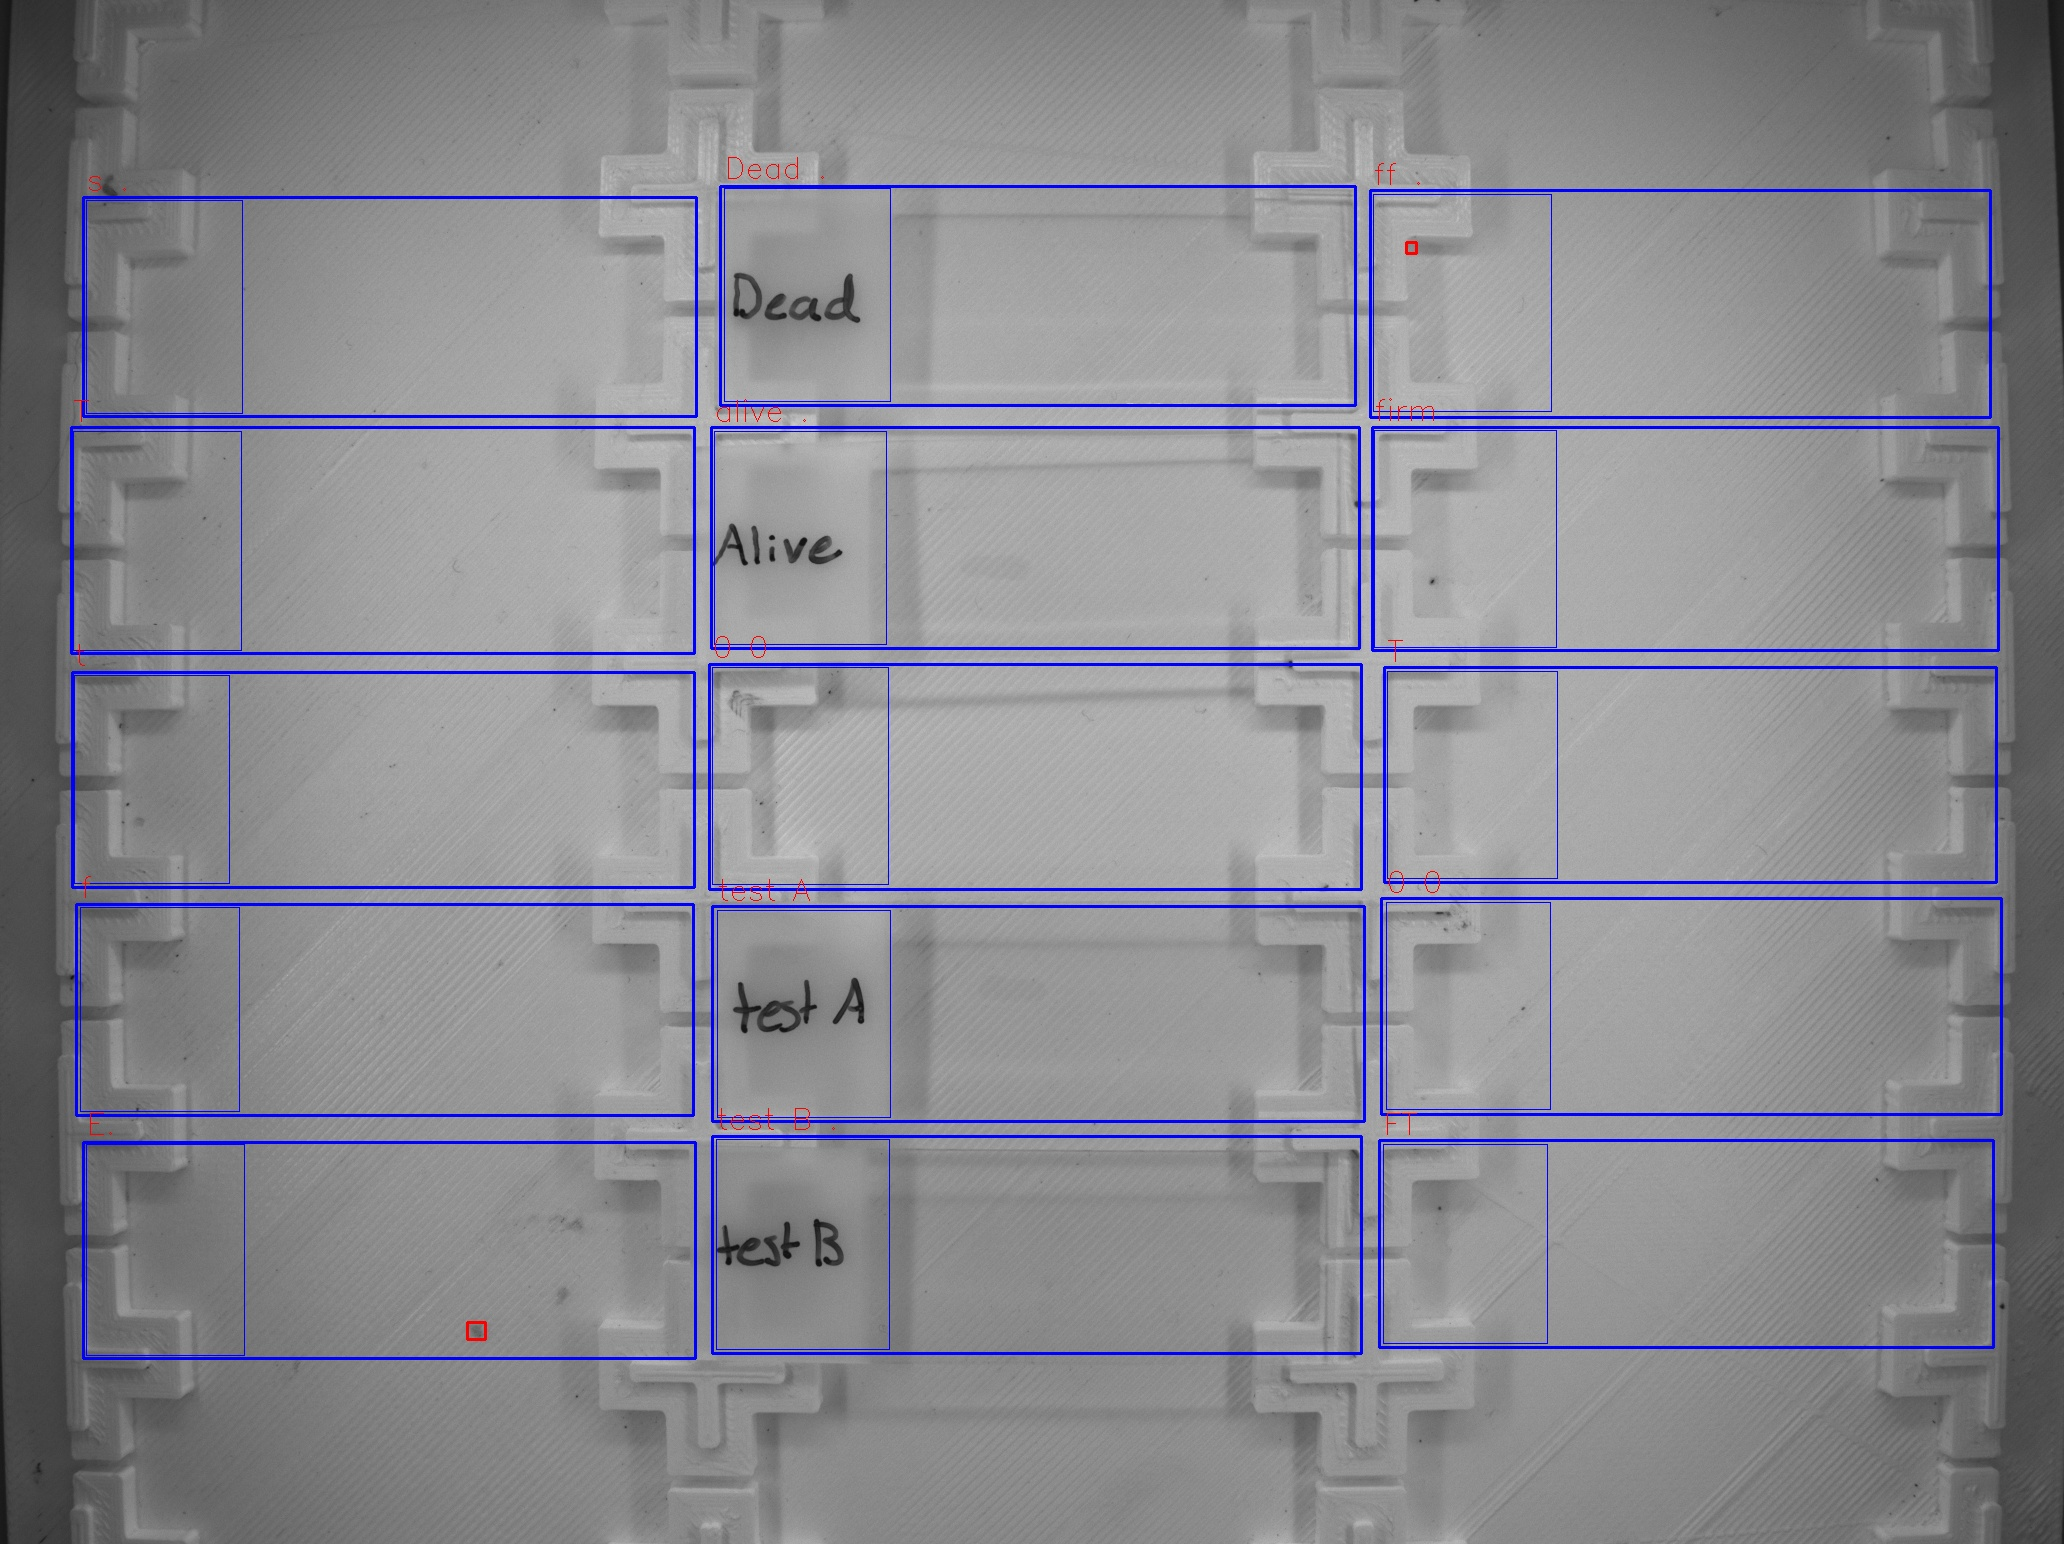 s .
Dead .
ff .
Dead
T
alive .
firm
Alive
t
0 0
T
f
test A
0 0
test A
E.
test B .
FT
test B